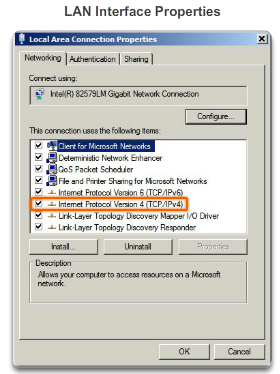 LAN Interface Properties
Local Area Connection Properties
Networking
Authentication
Sharing
Connect using:
Intel(R) 82579LM Gigabit Network Connection
Configure...
This connection uses the following items:
Client for Microsoft Networks
Deterministic Network Enhancer
QoS Packet Scheduler
File and Printer Sharing for Microsoft Networks
Internet Protocol Version 6 (TCP/IPv6)
Internet Protocol Version 4 (TCP/IPv4)
Link-Layer Topology Discovery Mapper I/O Driver
Link-Layer Topology Discovery Responder
Install...
Uninstall
Properties
Description
Allows your computer to access resources on a Microsoft
network.
OK
Cancel